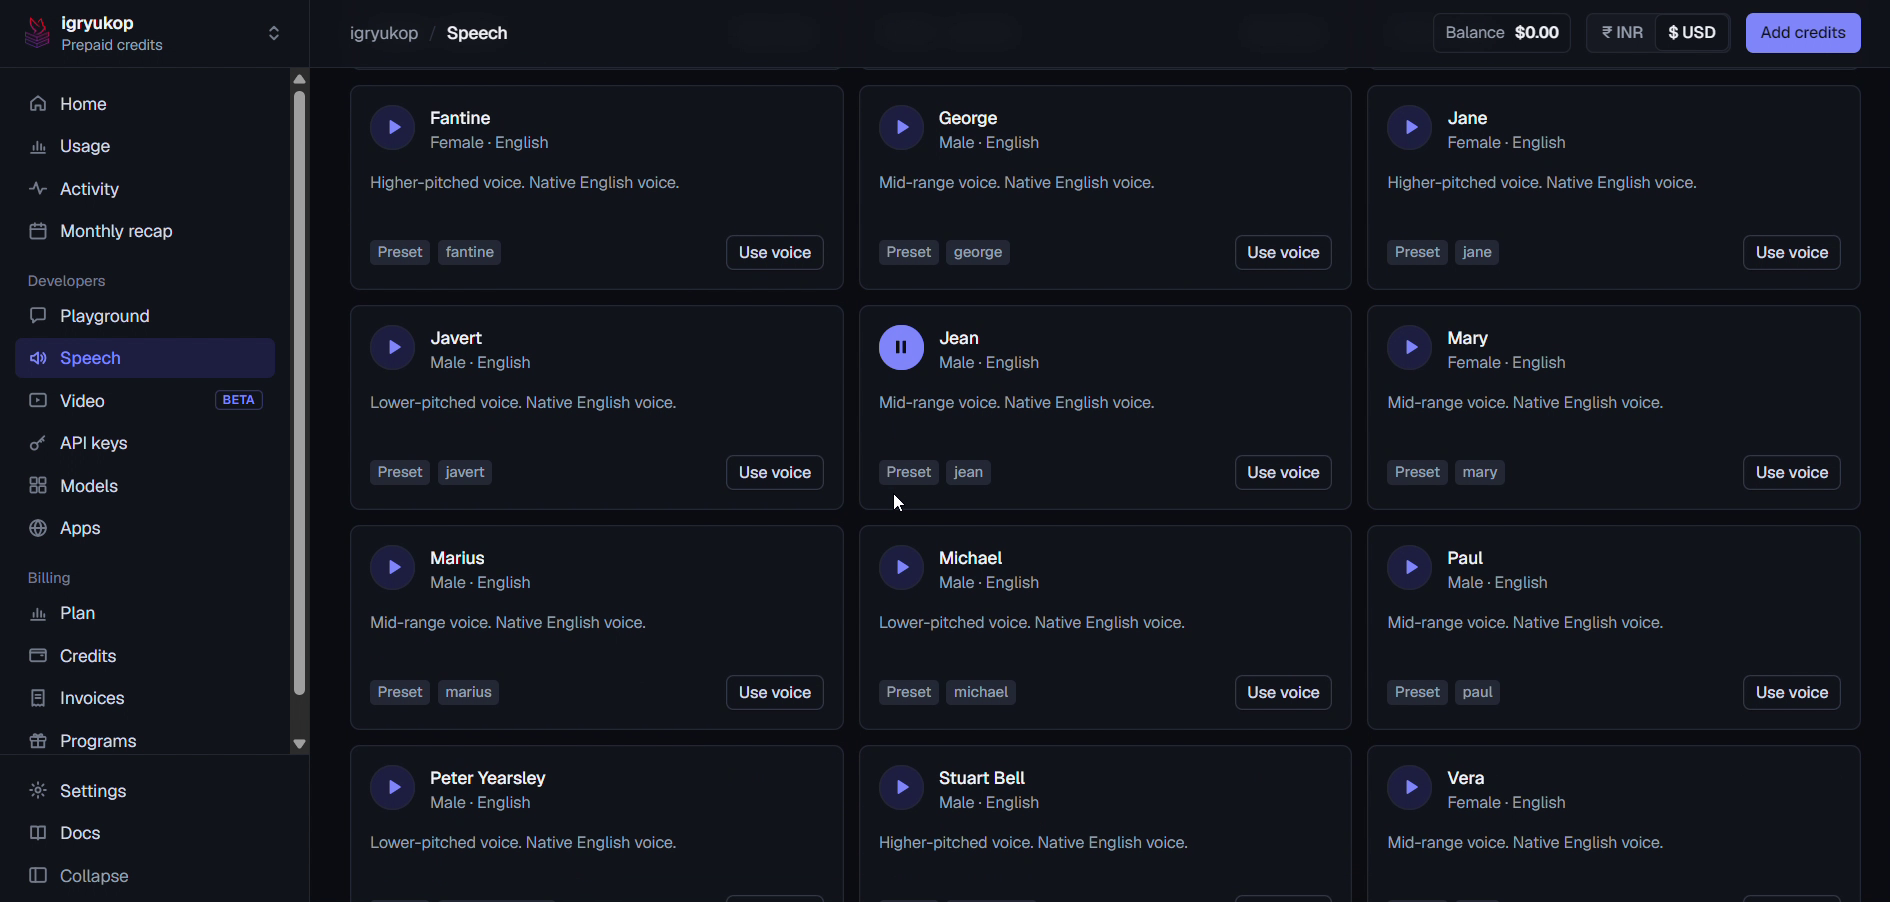 igryukop
Prepaid credits
Home
Usage
Activity
Monthly recap
Developers
Playground
Speech
Video BETA
API keys
Models
Apps
Billing
Plan
Credits
Invoices
Programs
Settings
Docs
Collapse
igryukop / Speech
Balance $0.00
₹ INR $ USD
Add credits
Fantine
Female · English
Higher-pitched voice. Native English voice.
Preset fantine Use voice
George
Male · English
Mid-range voice. Native English voice.
Preset george Use voice
Jane
Female · English
Higher-pitched voice. Native English voice.
Preset jane Use voice
Javert
Male · English
Lower-pitched voice. Native English voice.
Preset javert Use voice
Jean
Male · English
Mid-range voice. Native English voice.
Preset jean Use voice
Mary
Female · English
Mid-range voice. Native English voice.
Preset mary Use voice
Marius
Male · English
Mid-range voice. Native English voice.
Preset marius Use voice
Michael
Male · English
Lower-pitched voice. Native English voice.
Preset michael Use voice
Paul
Male · English
Mid-range voice. Native English voice.
Preset paul Use voice
Peter Yearsley
Male · English
Lower-pitched voice. Native English voice.
Stuart Bell
Male · English
Higher-pitched voice. Native English voice.
Vera
Female · English
Mid-range voice. Native English voice.